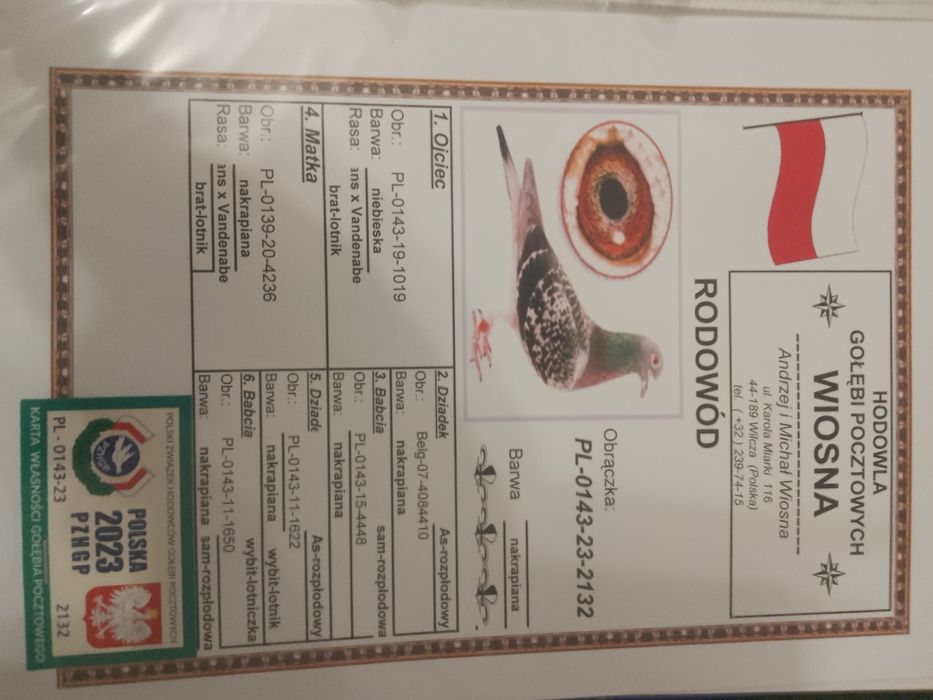 HODOWLA
GOŁĘBI POCZTOWYCH
WIOSNA
Andrzej i Michał Wiosna
ul. Karola Miarki 116
44-189 Wilcza (Polska)
tel. ( +32 ) 239-74-15
RODOWÓD
Obrączka:
PL-0143-23-2132
Barwa nakrapiana
1. Ojciec
Obr.: PL-0143-19-1019
Barwa: niebieska
Rasa: ans x Vandenabe
brat-lotnik
4. Matka
Obr.: PL-0139-20-4236
Barwa: nakrapiana
Rasa: ans x Vandenabe
brat-lotnik
2. Dziadek As-rozpłodowy
Obr.: Belg-07-4084410
Barwa: nakrapiana
3. Babcia sam-rozpłodowa
Obr.: PL-0143-15-4448
Barwa: nakrapiana
5. Dziade As-rozpłodowy
Obr.: PL-0143-11-1622
Barwa: nakrapiana wybit-lotnik
6. Babcia wybit-lotniczka
Obr.: PL-0143-11-1650
Barwa: nakrapiana sam-rozpłodowa
POLSKI ZWIĄZEK HODOWCÓW GOŁĘBI POCZTOWYCH
PZHGP
POLSKA
2023
PZHGP
PL - 0143-23 2132
KARTA WŁASNOŚCI GOŁĘBIA POCZTOWEGO